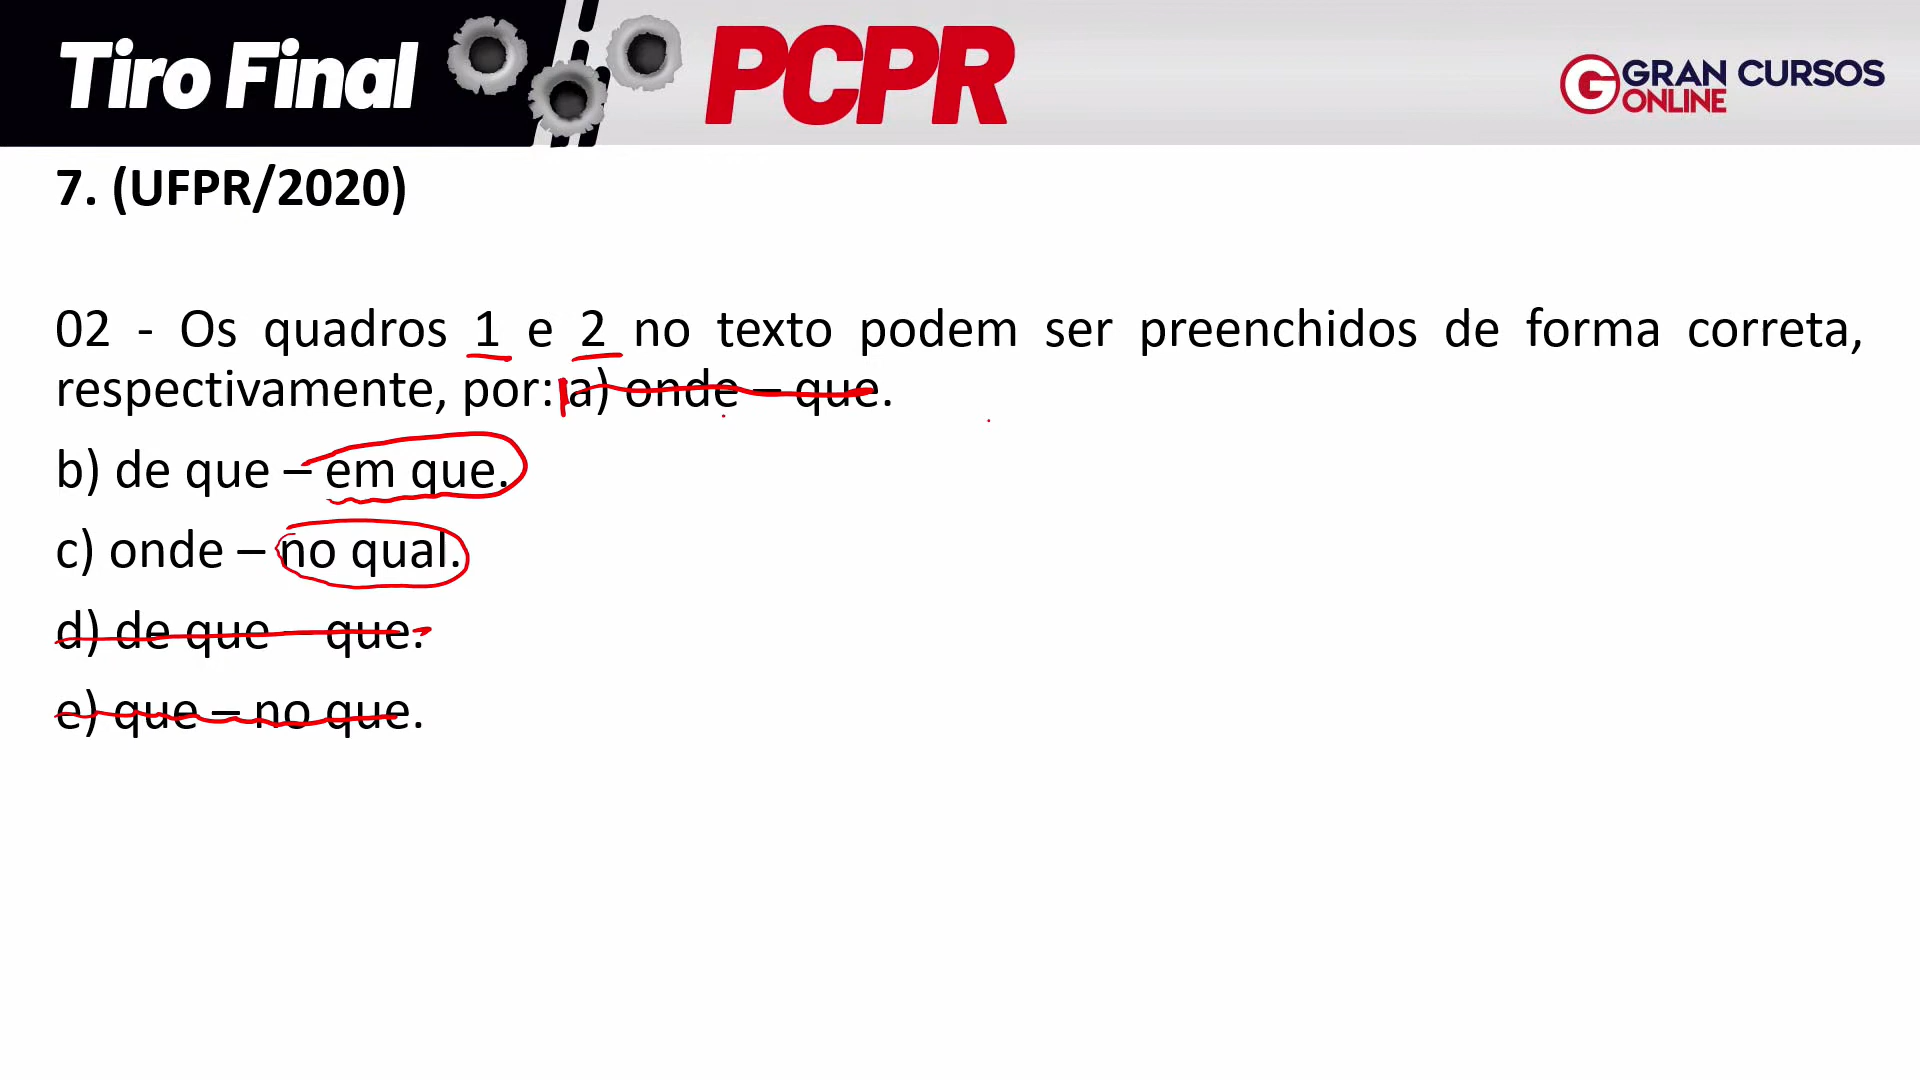 Tiro Final
PCPR
GRAN CURSOS
ONLINE
7. (UFPR/2020)
02 - Os quadros 1 e 2 no texto podem ser preenchidos de forma correta,
respectivamente, por: a) onde – que.
b) de que – em que.
c) onde – no qual.
d) de que – que.
e) que – no que.